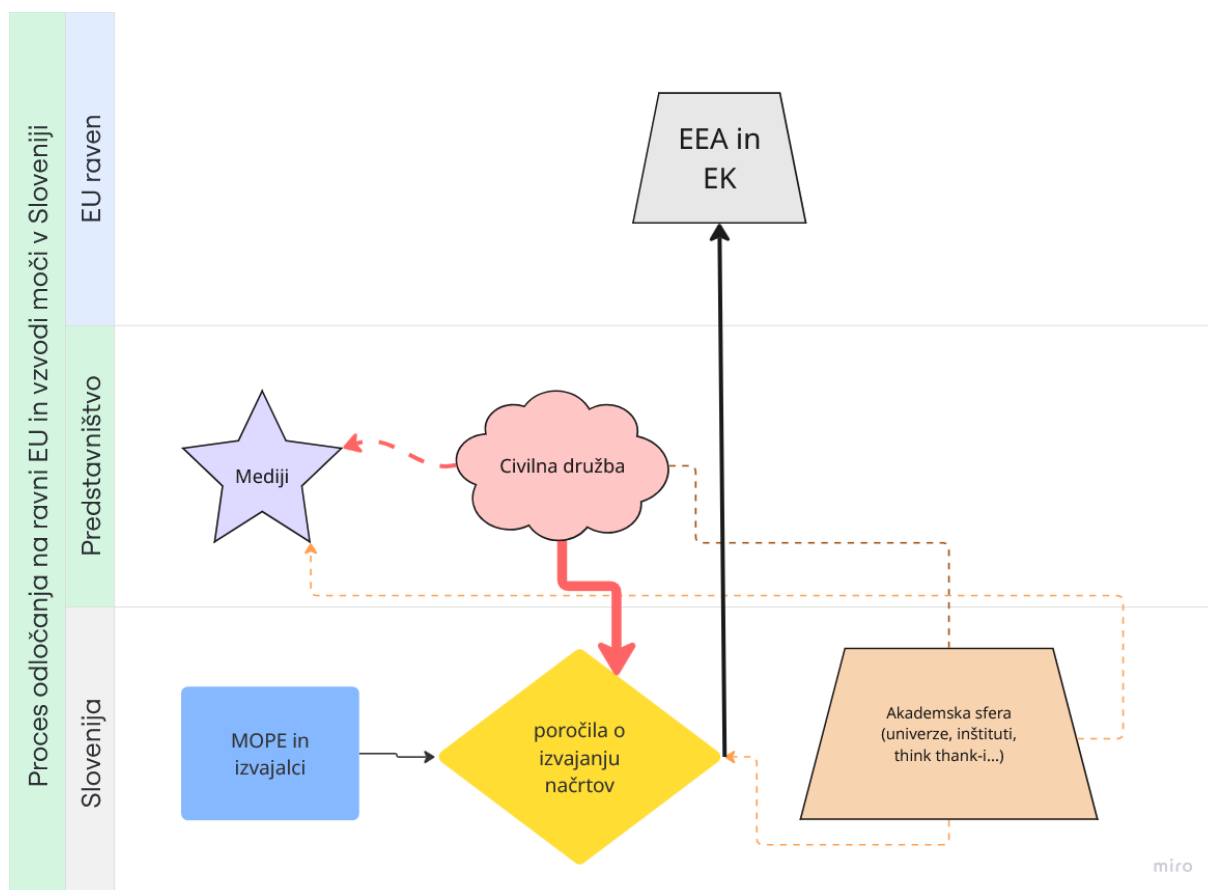 Proces odločanja na ravni EU in vzvodi moči v Sloveniji
EU raven
EEA in
EK
Predstavništvo
Mediji
Civilna družba
Slovenija
MOPE in
izvajalci
poročila o
izvajanju
načrtov
Akademska sfera
(univerze, inštituti,
think thank-i...)
miro